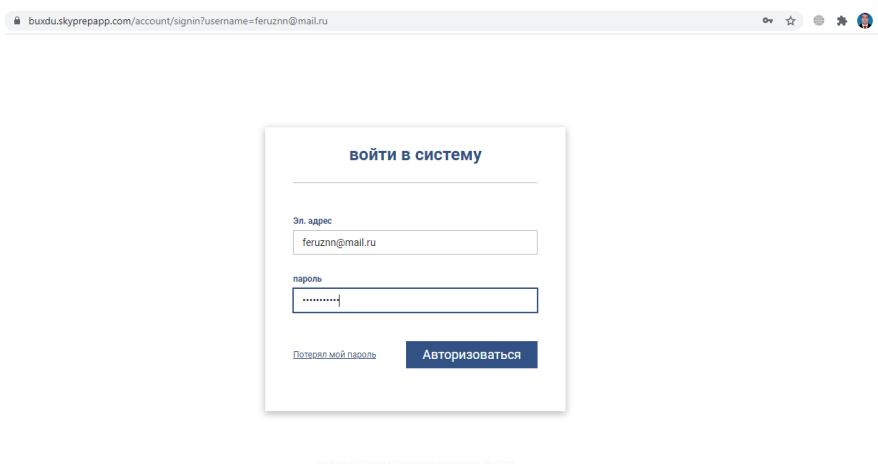 buxdu.skyprepapp.com/account/signin?username=feruznn@mail.ru
войти в систему
Эл. адрес
feruznn@mail.ru
пароль
•••••••••••
Потерял мой пароль
Авторизоваться